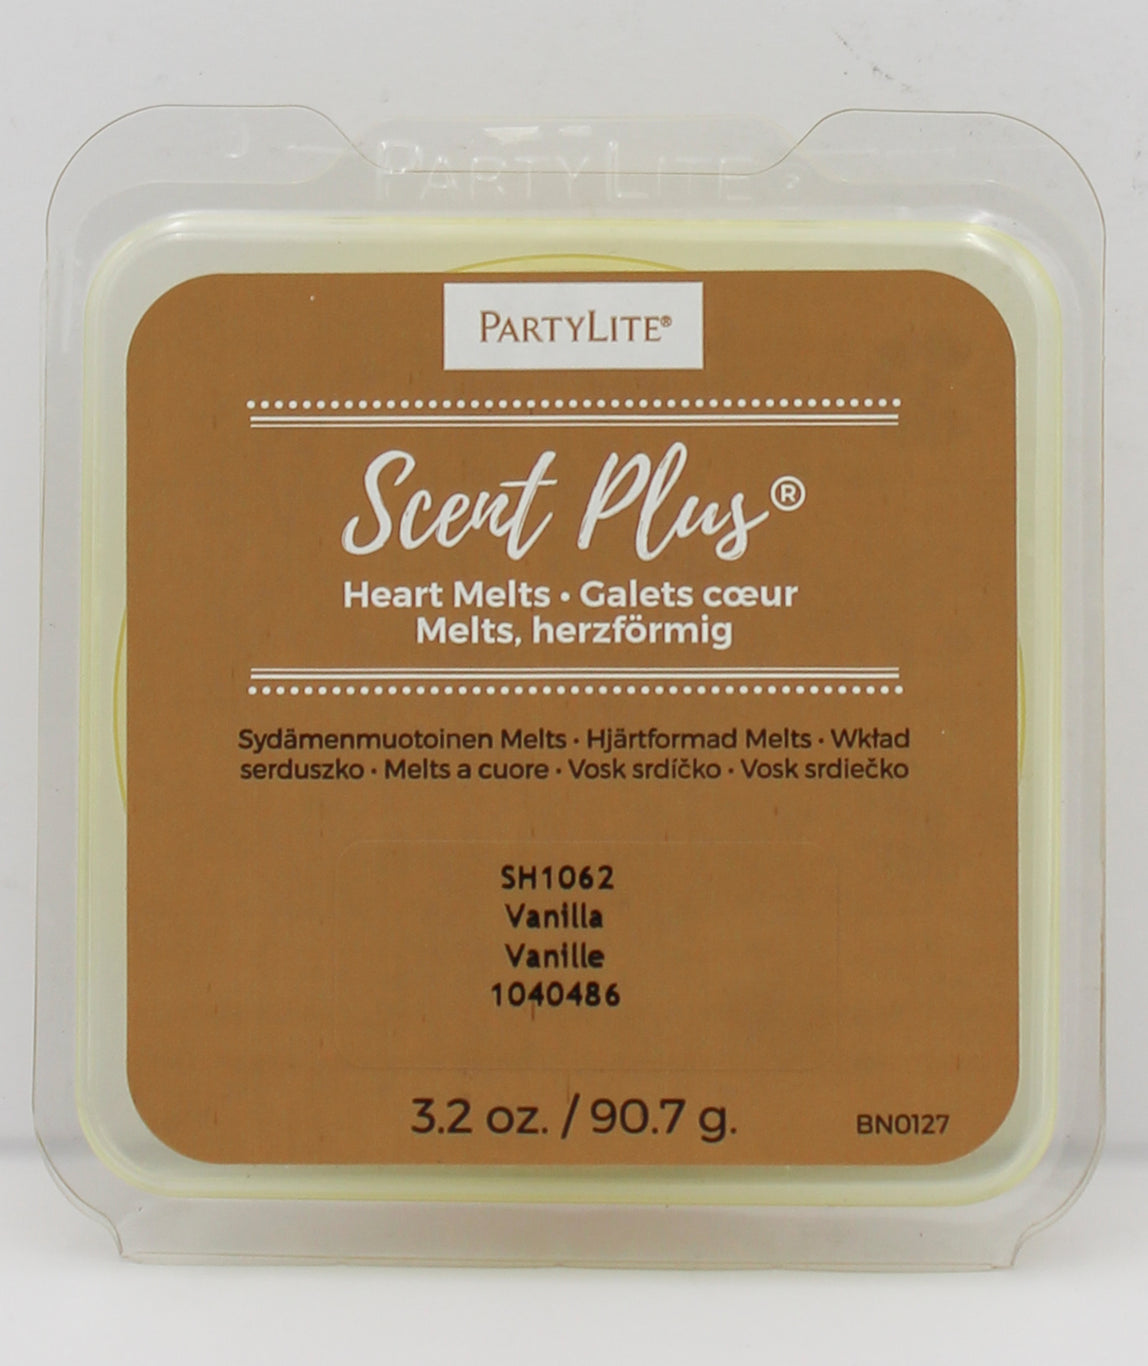 PARTYLITE
PARTYLITE®
Scent Plus®
Heart Melts • Galets cœur
Melts, herzförmig
Sydämenmuotoinen Melts • Hjärtformad Melts • Wkład
serduszko • Melts a cuore • Vosk srdíčko • Vosk srdiečko
SH1062
Vanilla
Vanille
1040486
3.2 oz. / 90.7 g.
BN0127